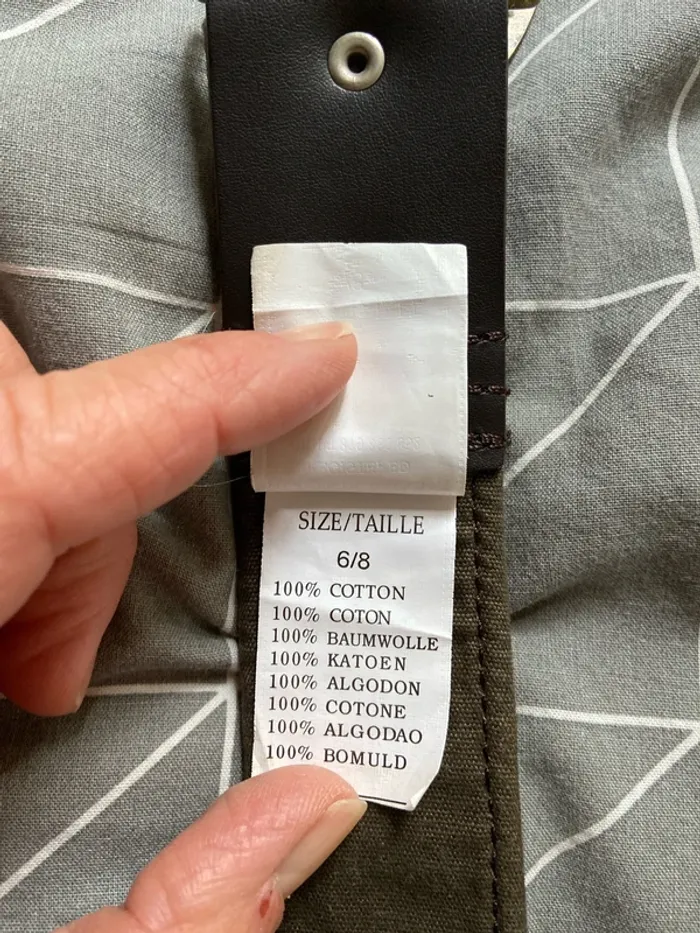 SIZE/TAILLE
6/8
100% COTTON
100% COTON
100% BAUMWOLLE
100% KATOEN
100% ALGODON
100% COTONE
100% ALGODAO
100% BOMULD